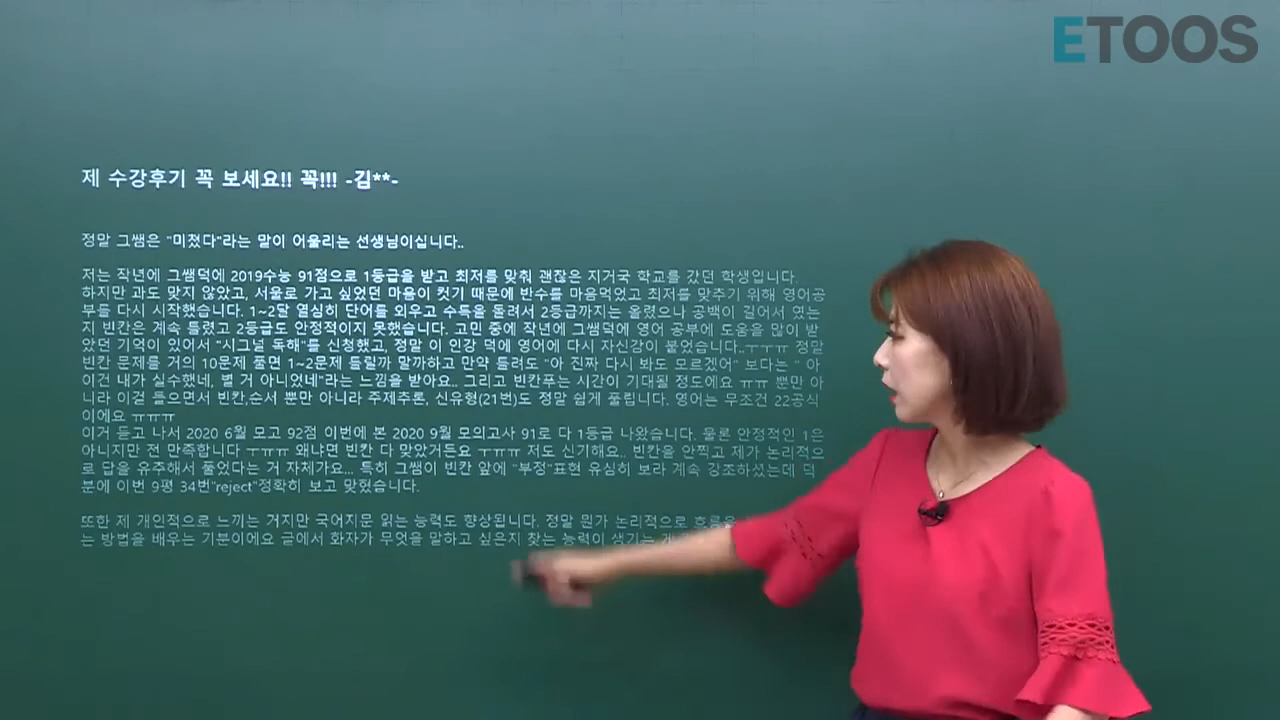 ETOOS
제 수강후기 꼭 보세요!! 꼭!!! -김**-
정말 그쌤은 "미쳤다"라는 말이 어울리는 선생님이십니다..
저는 작년에 그쌤덕에 2019수능 91점으로 1등급을 받고 최저를 맞춰 괜찮은 지거국 학교를 갔던 학생입니다.
하지만 과도 맞지 않았고, 서울로 가고 싶었던 마음이 컷기 때문에 반수를 마음먹었고 최저를 맞추기 위해 영어공
부를 다시 시작했습니다. 1~2달 열심히 단어를 외우고 수특을 돌려서 2등급까지는 올렸으나 공백이 길어서 였는
지 빈칸은 계속 틀렸고 2등급도 안정적이지 못했습니다. 고민 중에 작년에 그쌤덕에 영어 공부에 도움을 많이 받
았던 기억이 있어서 "시그널 독해"를 신청했고, 정말 이 인강 덕에 영어에 다시 자신감이 붙었습니다..ㅜㅜㅠ 정말
빈칸 문제를 거의 10문제 풀면 1~2문제 틀릴까 말까하고 만약 틀려도 "아 진짜 다시 봐도 모르겠어" 보다는 " 아
이건 내가 실수했네, 별 거 아니었네"라는 느낌을 받아요.. 그리고 빈칸푸는 시간이 기대될 정도에요 ㅠㅠ 뿐만 아
니라 이걸 들으면서 빈칸,순서 뿐만 아니라 주제추론, 신유형(21번)도 정말 쉽게 풀립니다. 영어는 무조건 22공식
이에요 ㅠㅠㅠ
이거 듣고 나서 2020 6월 모고 92점 이번에 본 2020 9월 모의고사 91로 다 1등급 나왔습니다. 물론 안정적인 1은
아니지만 전 만족합니다 ㅜㅠㅠ 왜냐면 빈칸 다 맞았거든요 ㅜㅠㅠ 저도 신기해요.. 빈칸을 안찍고 제가 논리적으
로 답을 유추해서 풀었다는 거 자체가요... 특히 그쌤이 빈칸 앞에 "부정"표현 유심히 보라 계속 강조하셨는데 덕
분에 이번 9평 34번"reject"정확히 보고 맞혔습니다.
또한 제 개인적으로 느끼는 거지만 국어지문 읽는 능력도 향상됩니다. 정말 뭔가 논리적으로 흐름을
는 방법을 배우는 기분이에요 글에서 화자가 무엇을 말하고 싶은지 찾는 능력이 생기는